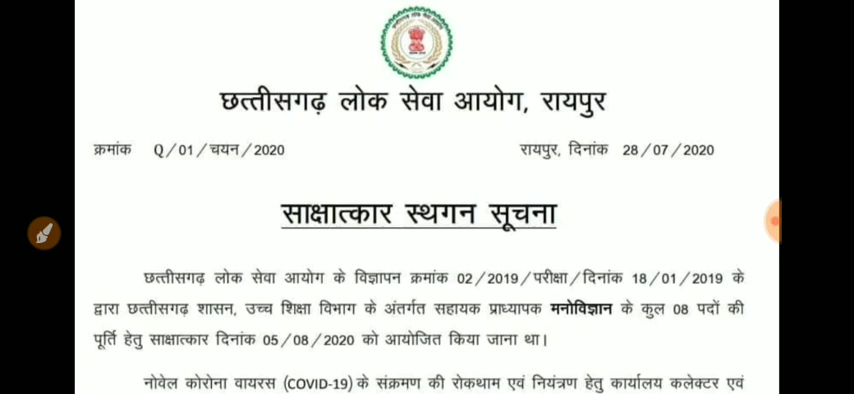 छत्तीसगढ़ लोक सेवा आयोग, रायपुर
क्रमांक Q/01/चयन/2020 रायपुर, दिनांक 28/07/2020
साक्षात्कार स्थगन सूचना
छत्तीसगढ़ लोक सेवा आयोग के विज्ञापन क्रमांक 02/2019/परीक्षा/दिनांक 18/01/2019 के
द्वारा छत्तीसगढ़ शासन, उच्च शिक्षा विभाग के अंतर्गत सहायक प्राध्यापक मनोविज्ञान के कुल 08 पदों की
पूर्ति हेतु साक्षात्कार दिनांक 05/08/2020 को आयोजित किया जाना था।
नोवेल कोरोना वायरस (COVID-19) के संक्रमण की रोकथाम एवं नियंत्रण हेतु कार्यालय कलेक्टर एवं